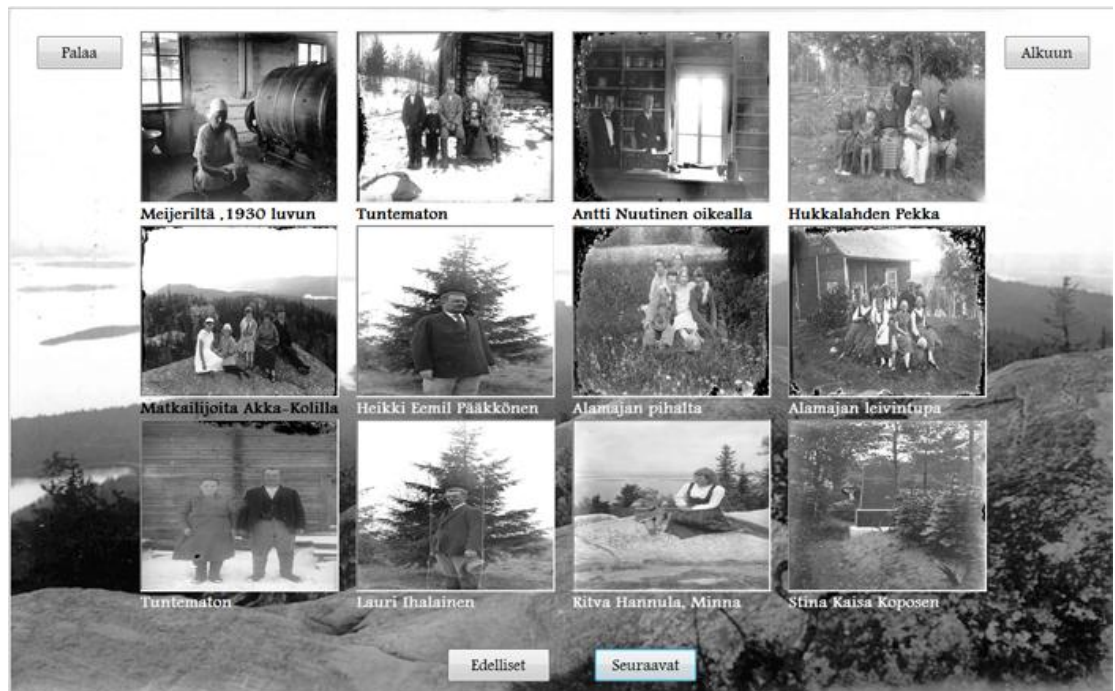 Palaa
Alkuun
Meijeriltä ,1930 luvun
Tuntematon
Antti Nuutinen oikealla
Hukkalahden Pekka
Matkailijoita Akka-Kolilla
Heikki Eemil Pääkkönen
Alamajan pihalta
Alamajan leivintupa
Tuntematon
Lauri Ihalainen
Ritva Hannula, Minna
Stina Kaisa Koposen
Edelliset
Seuraavat